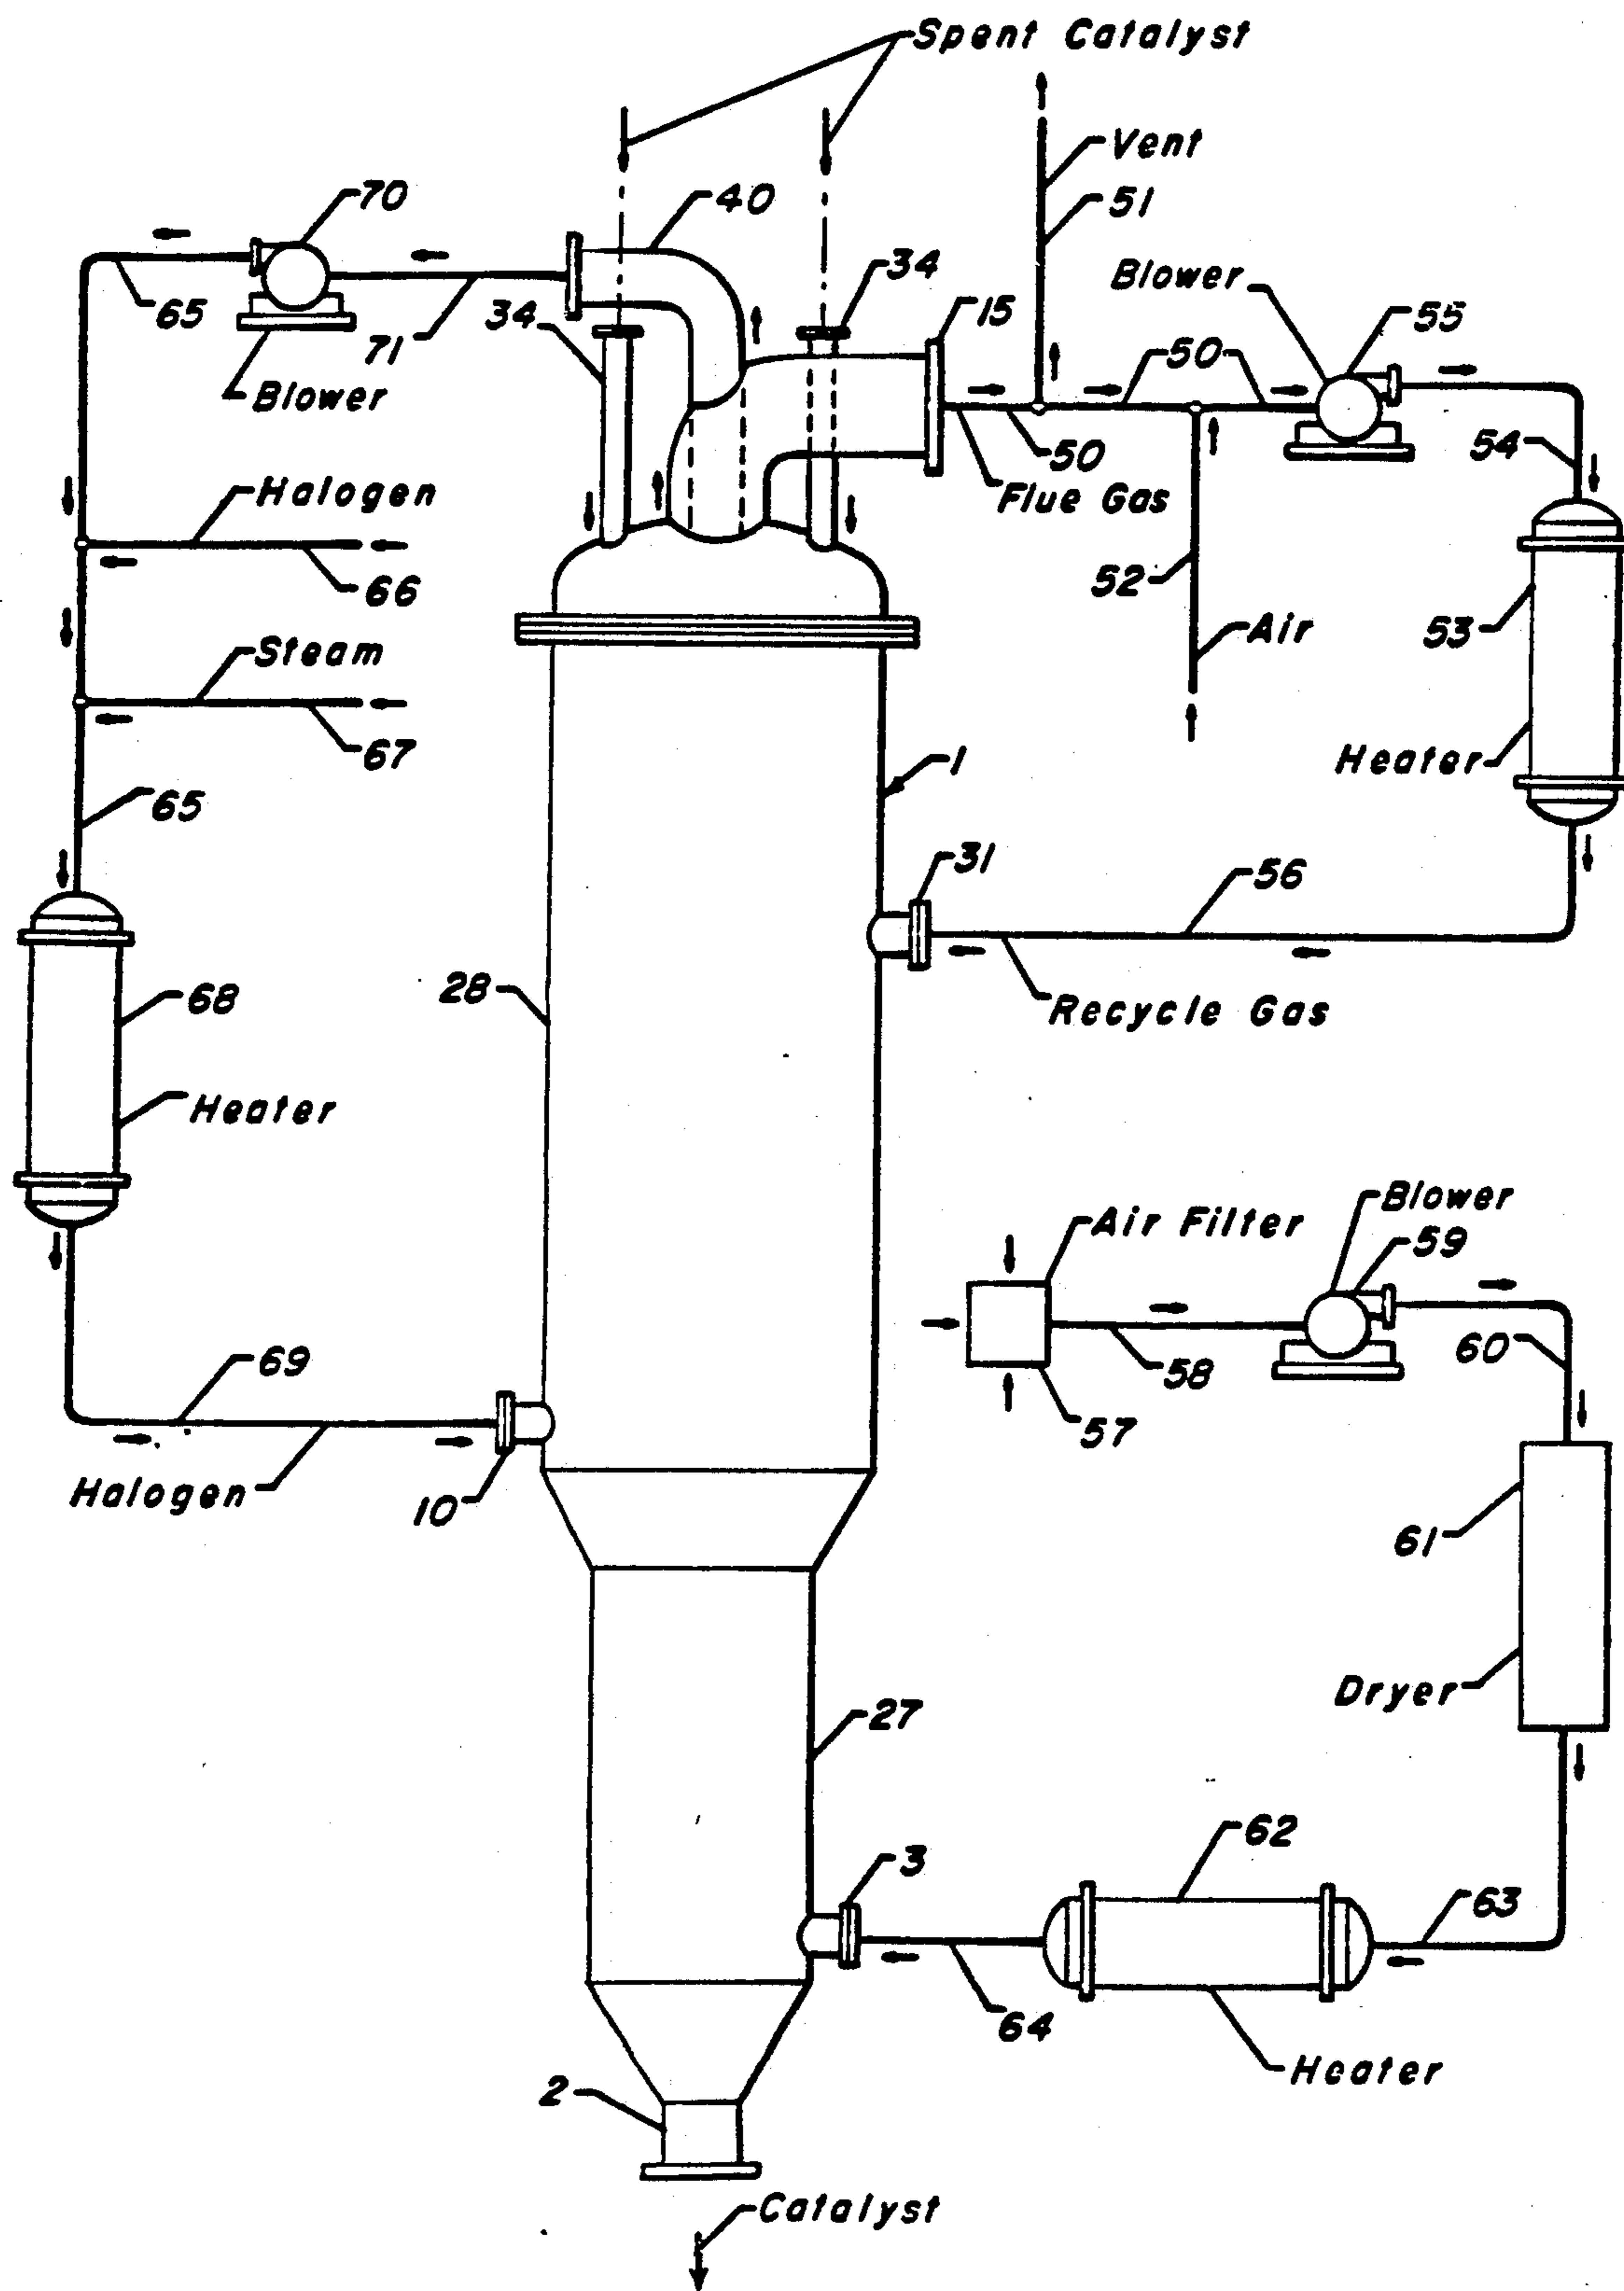 Spent Catalyst
Vent
70
40
51
34
Blower
55
15
65
34
71
50
Blower
50
54
Flue Gas
Halogen
66
52
53
Air
Steam
67
Heater
1
65
31
56
28
68
Recycle Gas
Heater
Blower
Air Filter
59
60
69
58
57
Halogen
10
61
Dryer
27
62
3
63
64
Heater
2
Catalyst